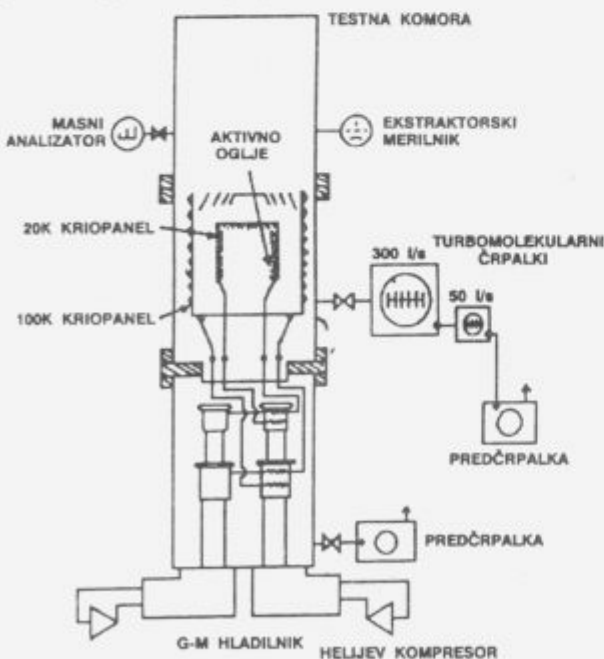 TESTNA KOMORA
MASNI
ANALIZATOR
AKTIVNO
OGLJE
EKSTRAKTORSKI
MERILNIK
20K KRIOPANEL
TURBOMOLEKULARNI
ČRPALKI
300 l/s
50 l/s
100K KRIOPANEL
PREDČRPALKA
PREDČRPALKA
G-M HLADILNIK
HELIJEV KOMPRESOR